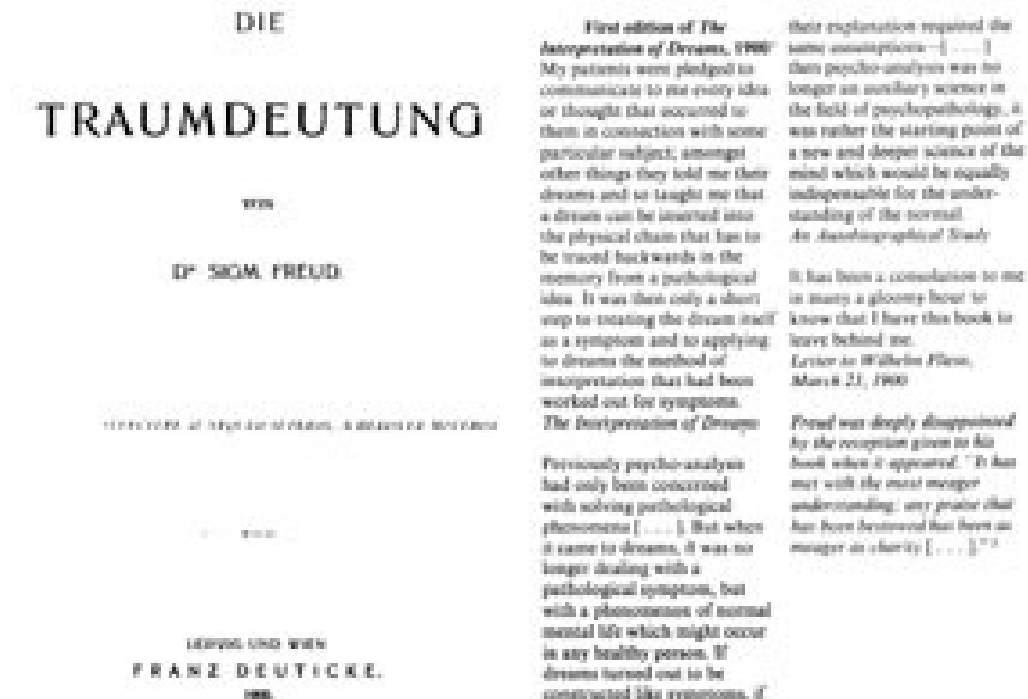 DIE
TRAUMDEUTUNG
VON
Dr SIGM. FREUD.
LEIPZIG UND WIEN
FRANZ DEUTICKE.
1900.
First edition of The
Interpretation of Dreams, 1900
My patients were pledged to
communicate to me every idea
or thought that occurred to
them in connection with some
particular subject; amongst
other things they told me their
dreams and so taught me that
a dream can be inserted into
the physical chain that has to
be traced backwards in the
memory from a pathological
idea. It was then only a short
step to treating the dream itself
as a symptom and to applying
to dreams the method of
interpretation that had been
worked out for symptoms.
The Interpretation of Dreams
Previously psycho-analysis
had only been concerned
with solving pathological
phenomena [ . . . ]. But when
it came to dreams, it was no
longer dealing with a
pathological symptom, but
with a phenomenon of normal
mental life which might occur
in any healthy person. If
dreams turned out to be
constructed like symptoms, if
their explanation required the
same assumptions—[ . . . . ]
then psycho-analysis was no
longer an auxiliary science in
the field of psychopathology, it
was rather the starting point of
a new and deeper science of the
mind which would be equally
indispensable for the under-
standing of the normal.
An Autobiographical Study
It has been a consolation to me
in many a gloomy hour to
know that I have this book to
leave behind me.
Letter to Wilhelm Fliess,
March 23, 1900
Freud was deeply disappointed
by the reception given to his
book when it appeared. "It has
met with the most meager
understanding; any praise that
has been bestowed has been as
meager as charity [ . . . . ]."